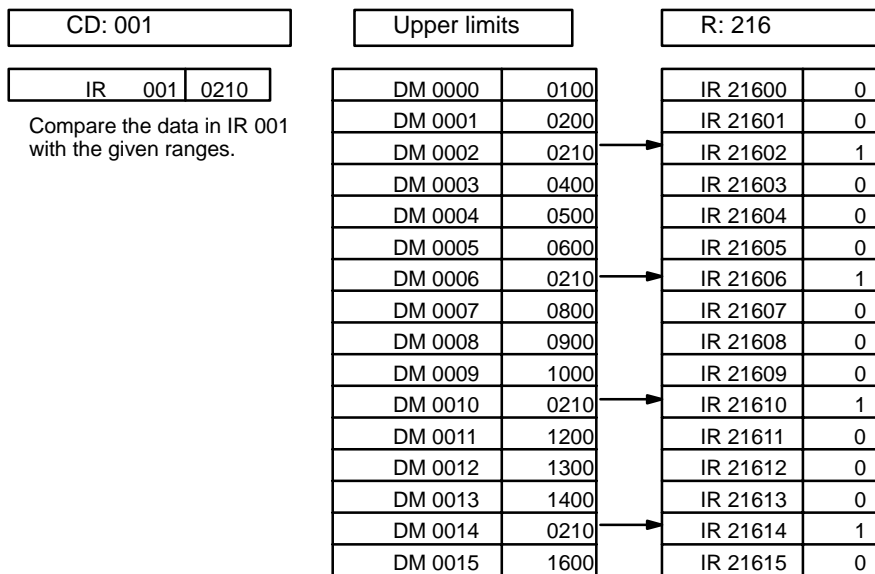 CD: 001 Upper limits R: 216
IR 001 0210 DM 0000 0100 IR 21600 0
Compare the data in IR 001 DM 0001 0200 IR 21601 0
with the given ranges. DM 0002 0210 IR 21602 1
DM 0003 0400 IR 21603 0
DM 0004 0500 IR 21604 0
DM 0005 0600 IR 21605 0
DM 0006 0210 IR 21606 1
DM 0007 0800 IR 21607 0
DM 0008 0900 IR 21608 0
DM 0009 1000 IR 21609 0
DM 0010 0210 IR 21610 1
DM 0011 1200 IR 21611 0
DM 0012 1300 IR 21612 0
DM 0013 1400 IR 21613 0
DM 0014 0210 IR 21614 1
DM 0015 1600 IR 21615 0